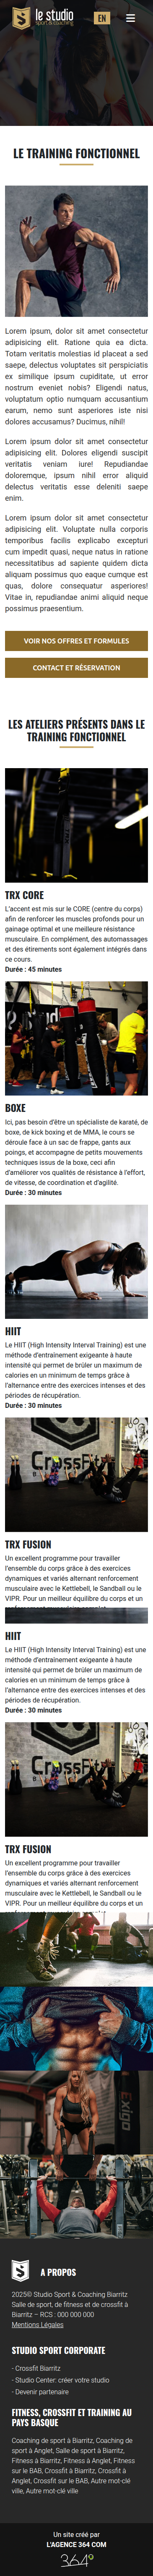 le studio
sport & coaching
EN
LE TRAINING FONCTIONNEL
Lorem ipsum, dolor sit amet consectetur
adipisicing elit. Ratione quia ea dicta.
Totam veritatis molestias id placeat a sed
saepe, delectus voluptates sit perspiciatis
ex similique ipsum cupiditate, ut error
nostrum eveniet nobis? Eligendi natus,
voluptatum optio numquam accusantium
earum, nemo sunt asperiores iste nisi
dolores accusamus? Ducimus, nihil!
Lorem ipsum dolor sit amet consectetur
adipisicing elit. Dolores eligendi suscipit
veritatis veniam iure! Repudiandae
doloremque, ipsum nihil error aliquid
delectus veritatis esse deleniti saepe
enim.
Lorem ipsum dolor sit amet consectetur
adipisicing elit. Voluptate nulla corporis
temporibus facilis explicabo excepturi
cum impedit quasi, neque natus in ratione
necessitatibus ad sapiente quidem dicta
aliquam possimus quo eaque cumque est
quas, dolore consequatur asperiores!
Vitae in, repudiandae animi aliquid neque
possimus praesentium.
VOIR NOS OFFRES ET FORMULES
CONTACT ET RÉSERVATION
LES ATELIERS PRÉSENTS DANS LE
TRAINING FONCTIONNEL
TRX CORE
L'accent est mis sur le CORE (centre du corps)
afin de renforcer les muscles profonds pour un
gainage optimal et une meilleure résistance
musculaire. En complément, des automassages
et des étirements sont également intégrés dans
ce cours.
Durée : 45 minutes
BOXE
Ici, pas besoin d'être un spécialiste de karaté, de
boxe, de kick boxing et de MMA, le cours se
déroule face à un sac de frappe, gants aux
poings, et accompagne de petits mouvements
techniques issus de la boxe, ceci afin
d'améliorer vos qualités de résistance à l'effort,
de vitesse, de coordination et d'agilité.
Durée : 30 minutes
HIIT
Le HIIT (High Intensity Interval Training) est une
méthode d'entraînement exigeante à haute
intensité qui permet de brûler un maximum de
calories en un minimum de temps grâce à
l'alternance entre des exercices intenses et des
périodes de récupération.
Durée : 30 minutes
CrossFit
TRX FUSION
Un excellent programme pour travailler
l'ensemble du corps grâce à des exercices
dynamiques et variés alternant renforcement
musculaire avec le Kettlebell, le Sandball ou le
ViPR. Pour un meilleur équilibre du corps et un
HIIT
Le HIIT (High Intensity Interval Training) est une
méthode d'entraînement exigeante à haute
intensité qui permet de brûler un maximum de
calories en un minimum de temps grâce à
l'alternance entre des exercices intenses et des
périodes de récupération.
Durée : 30 minutes
CrossFit
TRX FUSION
Un excellent programme pour travailler
l'ensemble du corps grâce à des exercices
dynamiques et variés alternant renforcement
musculaire avec le Kettlebell, le Sandball ou le
ViPR. Pour un meilleur équilibre du corps et un
Exigo
A PROPOS
2025© Studio Sport & Coaching Biarritz
Salle de sport, de fitness et de crossfit à
Biarritz – RCS : 000 000 000
Mentions Légales
STUDIO SPORT CORPORATE
- Crossfit Biarritz
- Studio Center: créer votre studio
- Devenir partenaire
FITNESS, CROSSFIT ET TRAINING AU
PAYS BASQUE
Coaching de sport à Biarritz, Coaching de
sport à Anglet, Salle de sport à Biarritz,
Fitness à Biarritz, Fitness à Anglet, Fitness
sur le BAB, Crossfit à Biarritz, Crossfit à
Anglet, Crossfit sur le BAB, Autre mot-clé
ville, Autre mot-clé ville
Un site créé par
L'AGENCE 364 COM
364°